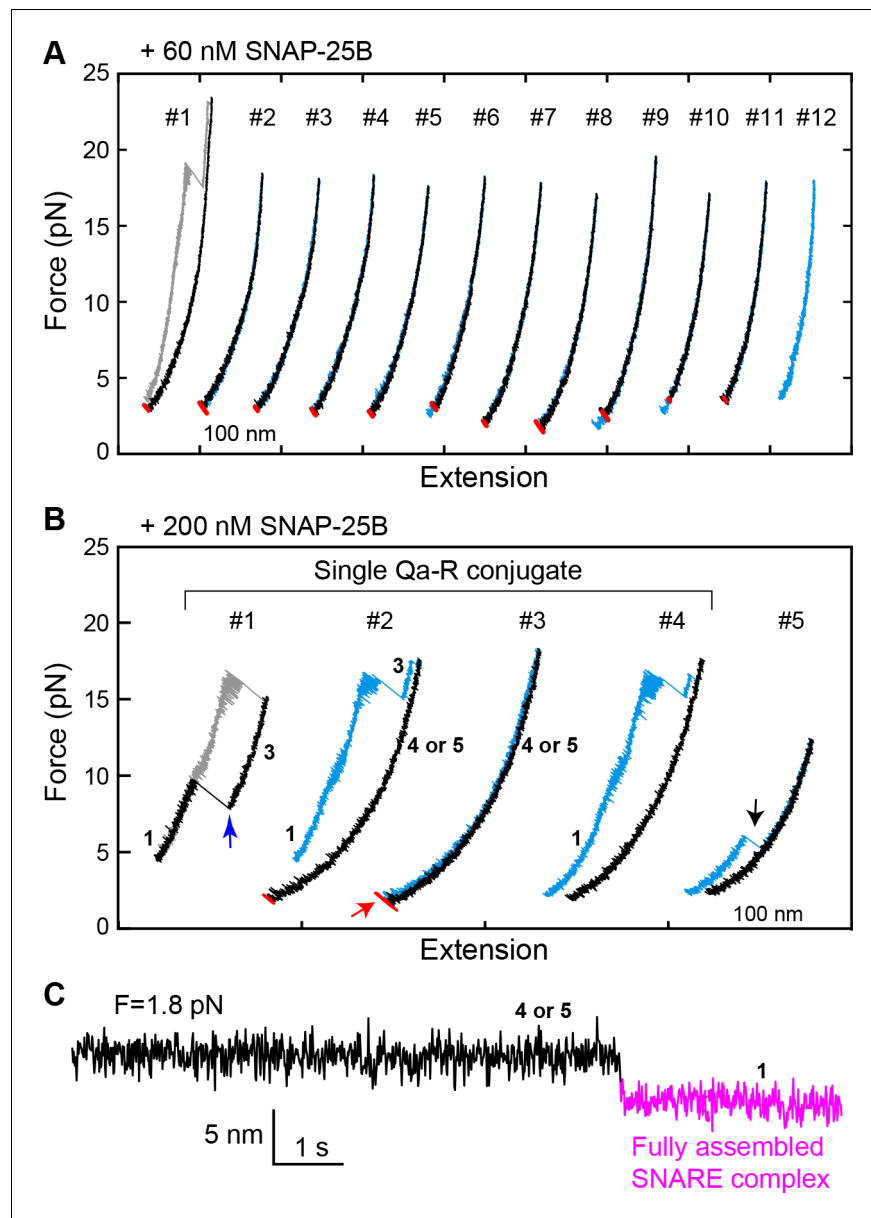 A
+ 60 nM SNAP-25B
25
20
15
10
5
0
Force (pN)
#1 #2 #3 #4 #5 #6 #7 #8 #9 #10 #11 #12
100 nm
Extension
B
+ 200 nM SNAP-25B
25
20
15
10
5
0
Force (pN)
Single Qa-R conjugate
#1 #2 #3 #4 #5
3
3
4 or 5
4 or 5
1
1
1
100 nm
Extension
C
F=1.8 pN
4 or 5
1
5 nm
1 s
Fully assembled
SNARE complex